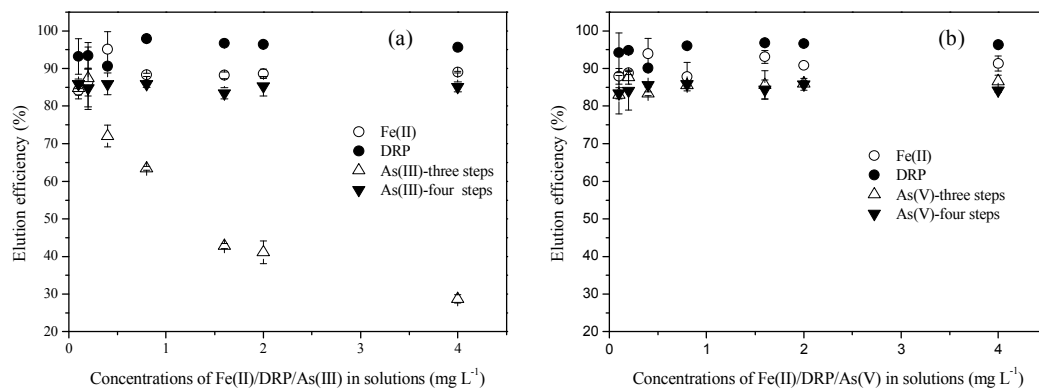 100
90
80
70
60
50
40
30
20
0
1
2
3
4
Elution efficiency (%)
(a)
Fe(II)
DRP
As(III)-three steps
As(III)-four steps
Concentrations of Fe(II)/DRP/As(III) in solutions (mg L⁻¹)
100
90
80
70
60
50
40
30
20
0
1
2
3
4
Elution efficiency (%)
(b)
Fe(II)
DRP
As(V)-three steps
As(V)-four steps
Concentrations of Fe(II)/DRP/As(V) in solutions (mg L⁻¹)